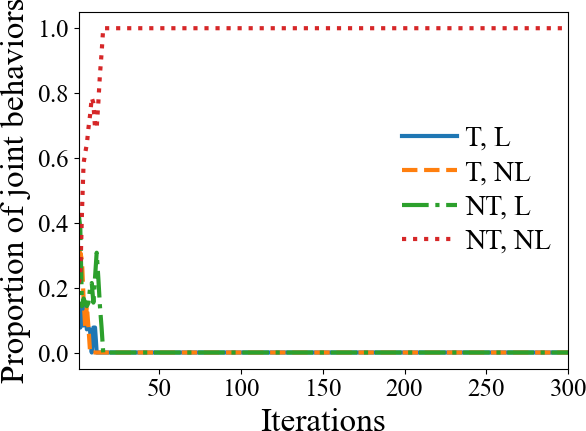 Proportion of joint behaviors
1.0
0.8
0.6
0.4
0.2
0.0
T, L
T, NL
NT, L
NT, NL
50
100
150
200
250
300
Iterations